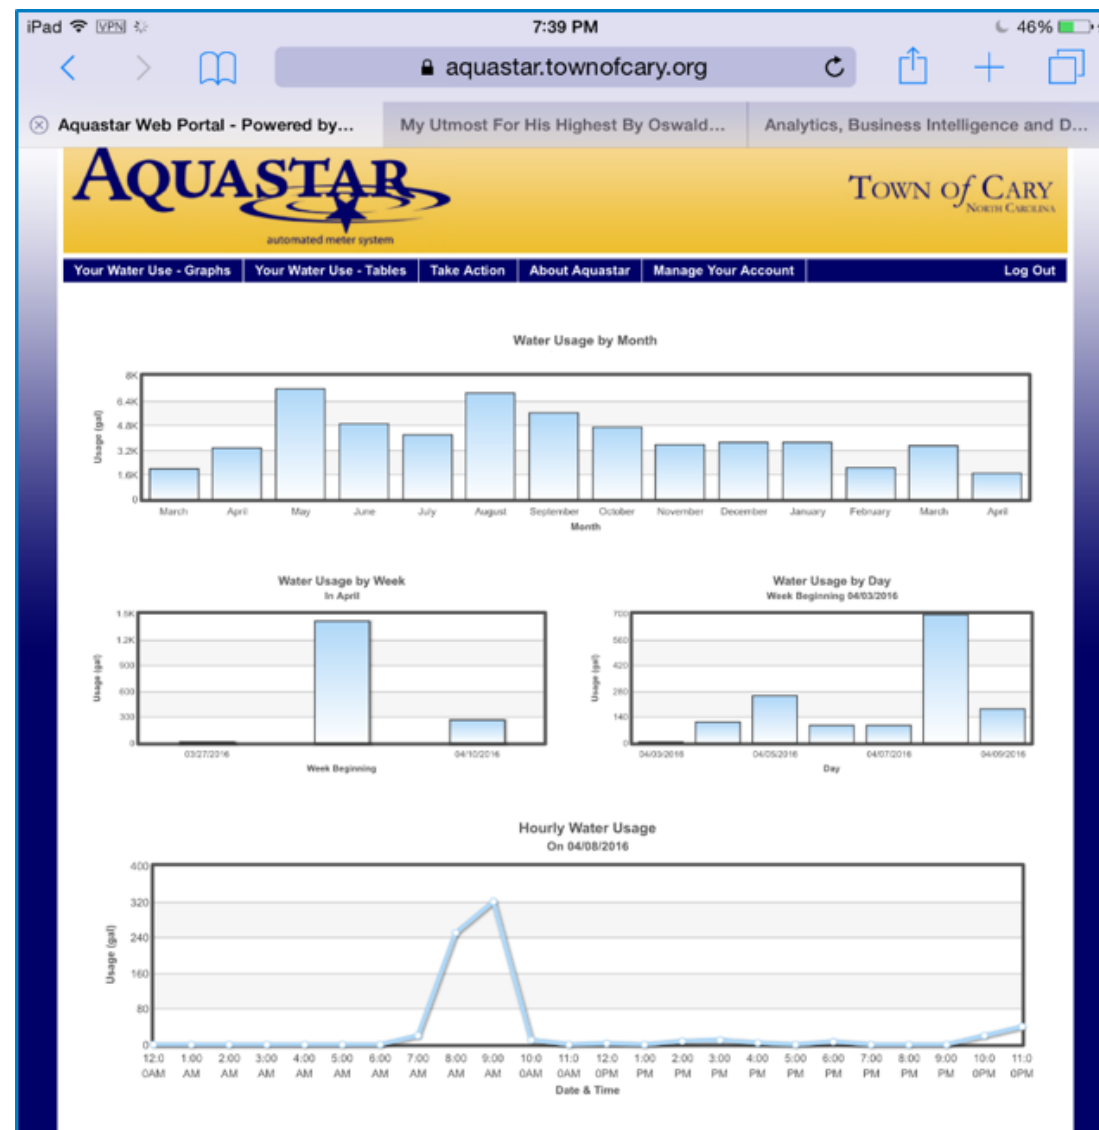 iPad VPN 7:39 PM 46%
aquastar.townofcary.org
Aquastar Web Portal - Powered by... My Utmost For His Highest By Oswald... Analytics, Business Intelligence and D...
AQUASTAR
automated meter system
TOWN of CARY
NORTH CAROLINA
Your Water Use - Graphs Your Water Use - Tables Take Action About Aquastar Manage Your Account Log Out
Water Usage by Month
8K
6.4K
4.8K
3.2K
1.6K
0
Usage (gal)
March April May June July August September October November December January February March April
Month
Water Usage by Week
In April
1.5K
1.2K
900
600
300
0
Usage (gal)
03/27/2016 04/10/2016
Week Beginning
Water Usage by Day
Week Beginning 04/03/2016
700
560
420
280
140
0
Usage (gal)
04/03/2016 04/05/2016 04/07/2016 04/09/2016
Day
Hourly Water Usage
On 04/08/2016
400
320
240
160
80
0
Usage (gal)
12:0 1:00 2:00 3:00 4:00 5:00 6:00 7:00 8:00 9:00 10:0 11:0 12:0 1:00 2:00 3:00 4:00 5:00 6:00 7:00 8:00 9:00 10:0 11:0
0AM AM AM AM AM AM AM AM AM AM 0AM 0AM 0PM PM PM PM PM PM PM PM PM PM 0PM 0PM
Date & Time